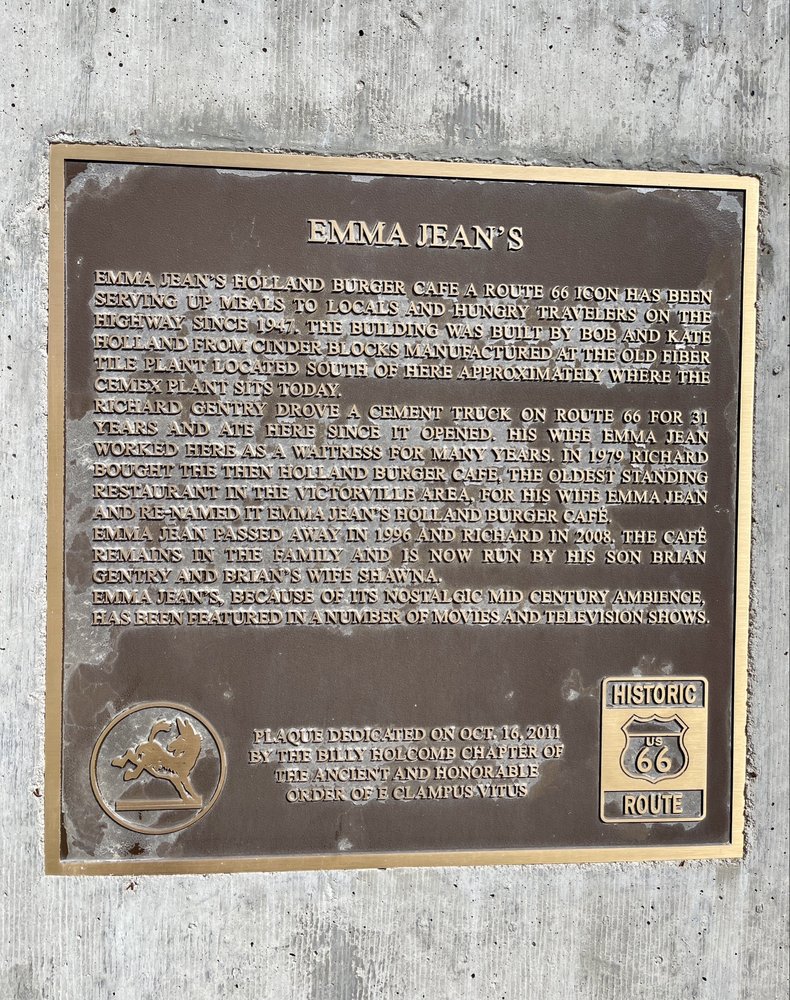 EMMA JEAN'S
EMMA JEAN'S HOLLAND BURGER CAFE A ROUTE 66 ICON HAS BEEN
SERVING UP MEALS TO LOCALS AND HUNGRY TRAVELERS ON THE
HIGHWAY SINCE 1947. THE BUILDING WAS BUILT BY BOB AND KATE
HOLLAND FROM CINDER BLOCKS MANUFACTURED AT THE OLD FIBER
TILE PLANT LOCATED SOUTH OF HERE APPROXIMATELY WHERE THE
CEMEX PLANT SITS TODAY.
RICHARD GENTRY DROVE A CEMENT TRUCK ON ROUTE 66 FOR 31
YEARS AND ATE HERE SINCE IT OPENED. HIS WIFE EMMA JEAN
WORKED HERE AS A WAITRESS FOR MANY YEARS. IN 1979 RICHARD
BOUGHT THE THEN HOLLAND BURGER CAFE, THE OLDEST STANDING
RESTAURANT IN THE VICTORVILLE AREA, FOR HIS WIFE EMMA JEAN
AND RE-NAMED IT EMMA JEAN'S HOLLAND BURGER CAFÉ.
EMMA JEAN PASSED AWAY IN 1996 AND RICHARD IN 2008. THE CAFÉ
REMAINS IN THE FAMILY AND IS NOW RUN BY HIS SON BRIAN
GENTRY AND BRIAN'S WIFE SHAWNA.
EMMA JEAN'S, BECAUSE OF ITS NOSTALGIC MID CENTURY AMBIENCE,
HAS BEEN FEATURED IN A NUMBER OF MOVIES AND TELEVISION SHOWS.
PLAQUE DEDICATED ON OCT. 16, 2011
BY THE BILLY HOLCOMB CHAPTER OF
THE ANCIENT AND HONORABLE
ORDER OF E CLAMPUS VITUS
HISTORIC
US
66
ROUTE